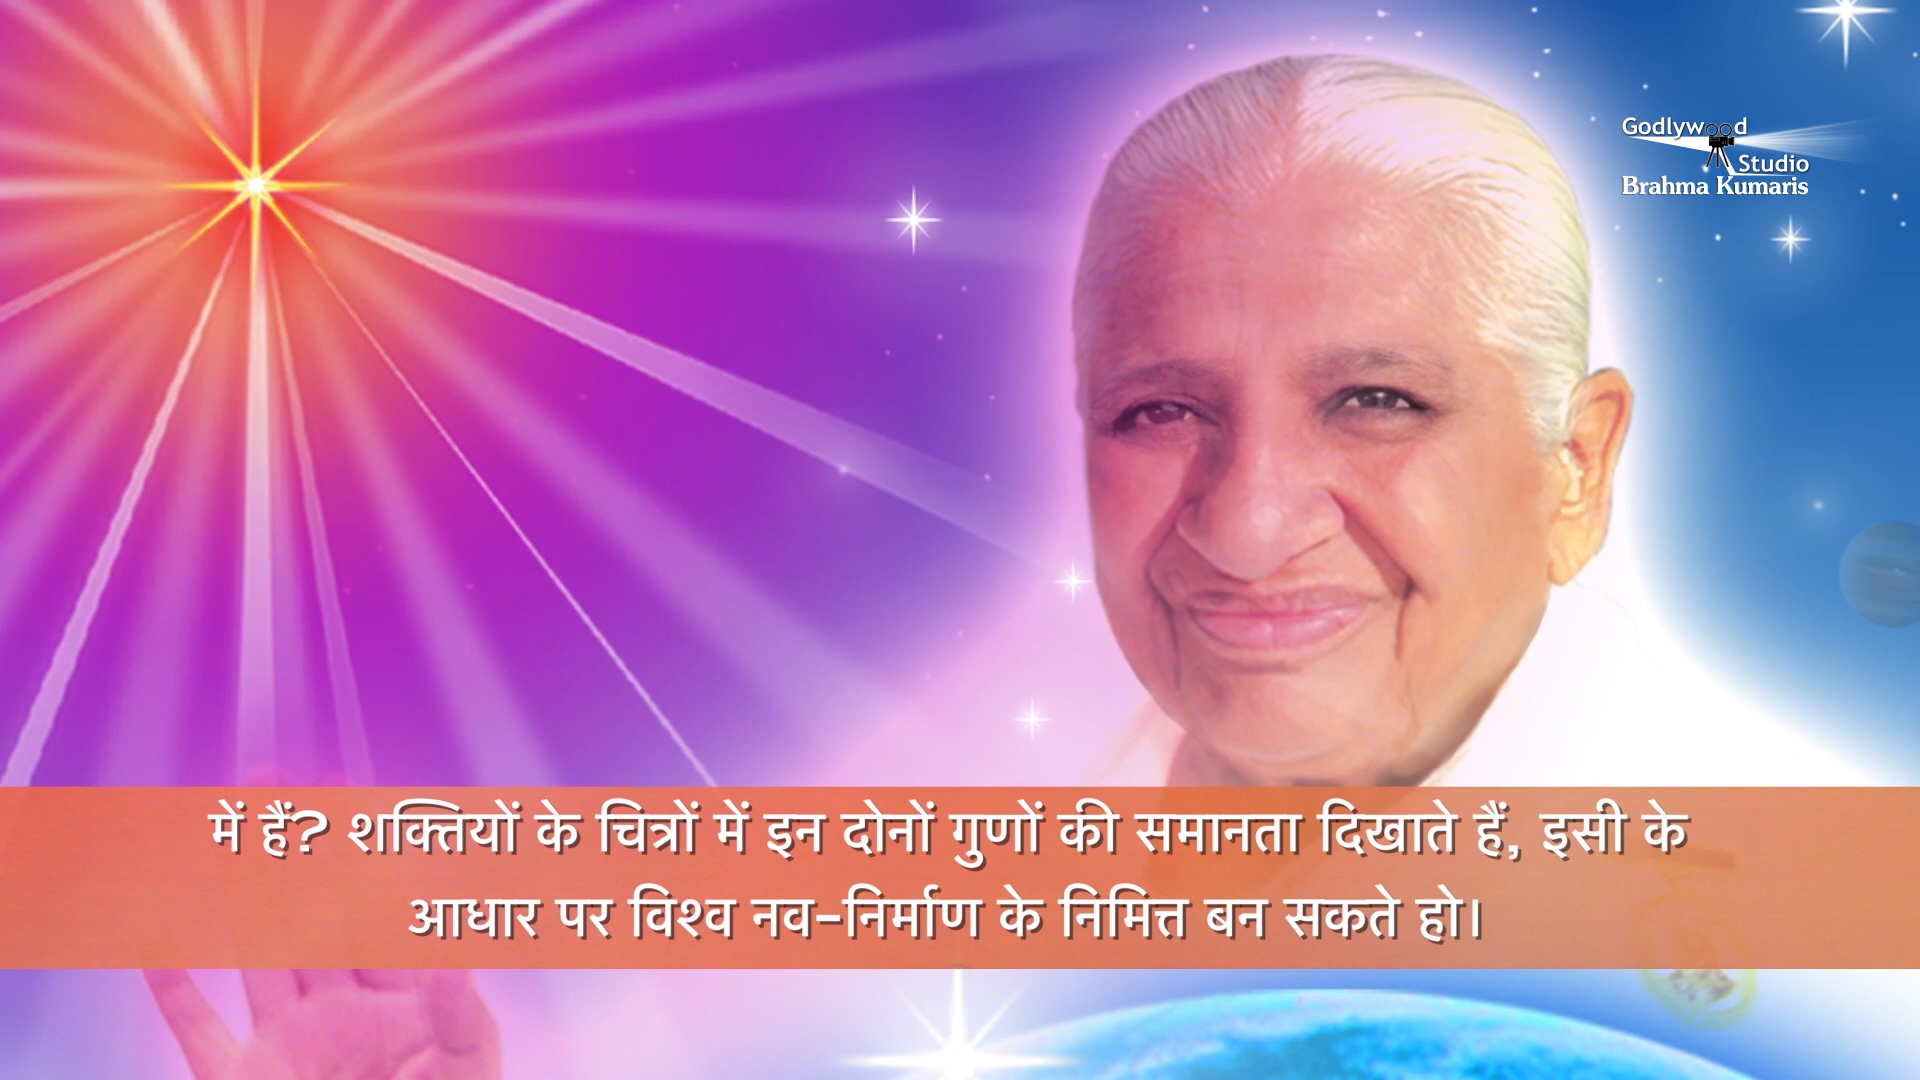 Godlywood
Studio
Brahma Kumaris
में हैं? शक्तियों के चित्रों में इन दोनों गुणों की समानता दिखाते हैं, इसी के
आधार पर विश्व नव-निर्माण के निमित्त बन सकते हो।